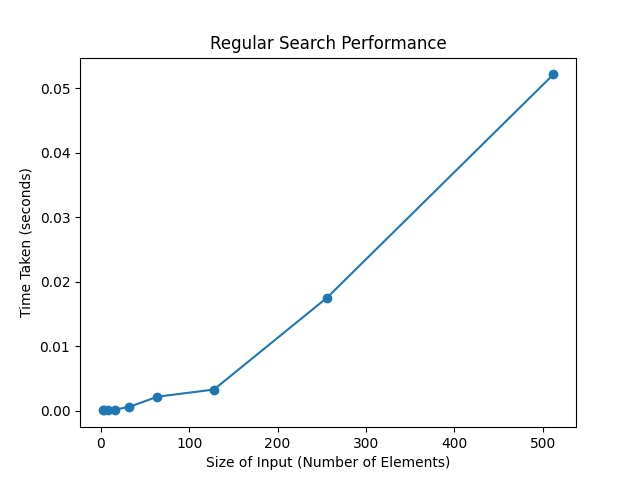 Regular Search Performance
0.05
0.04
0.03
0.02
0.01
0.00
Time Taken (seconds)
0 100 200 300 400 500
Size of Input (Number of Elements)